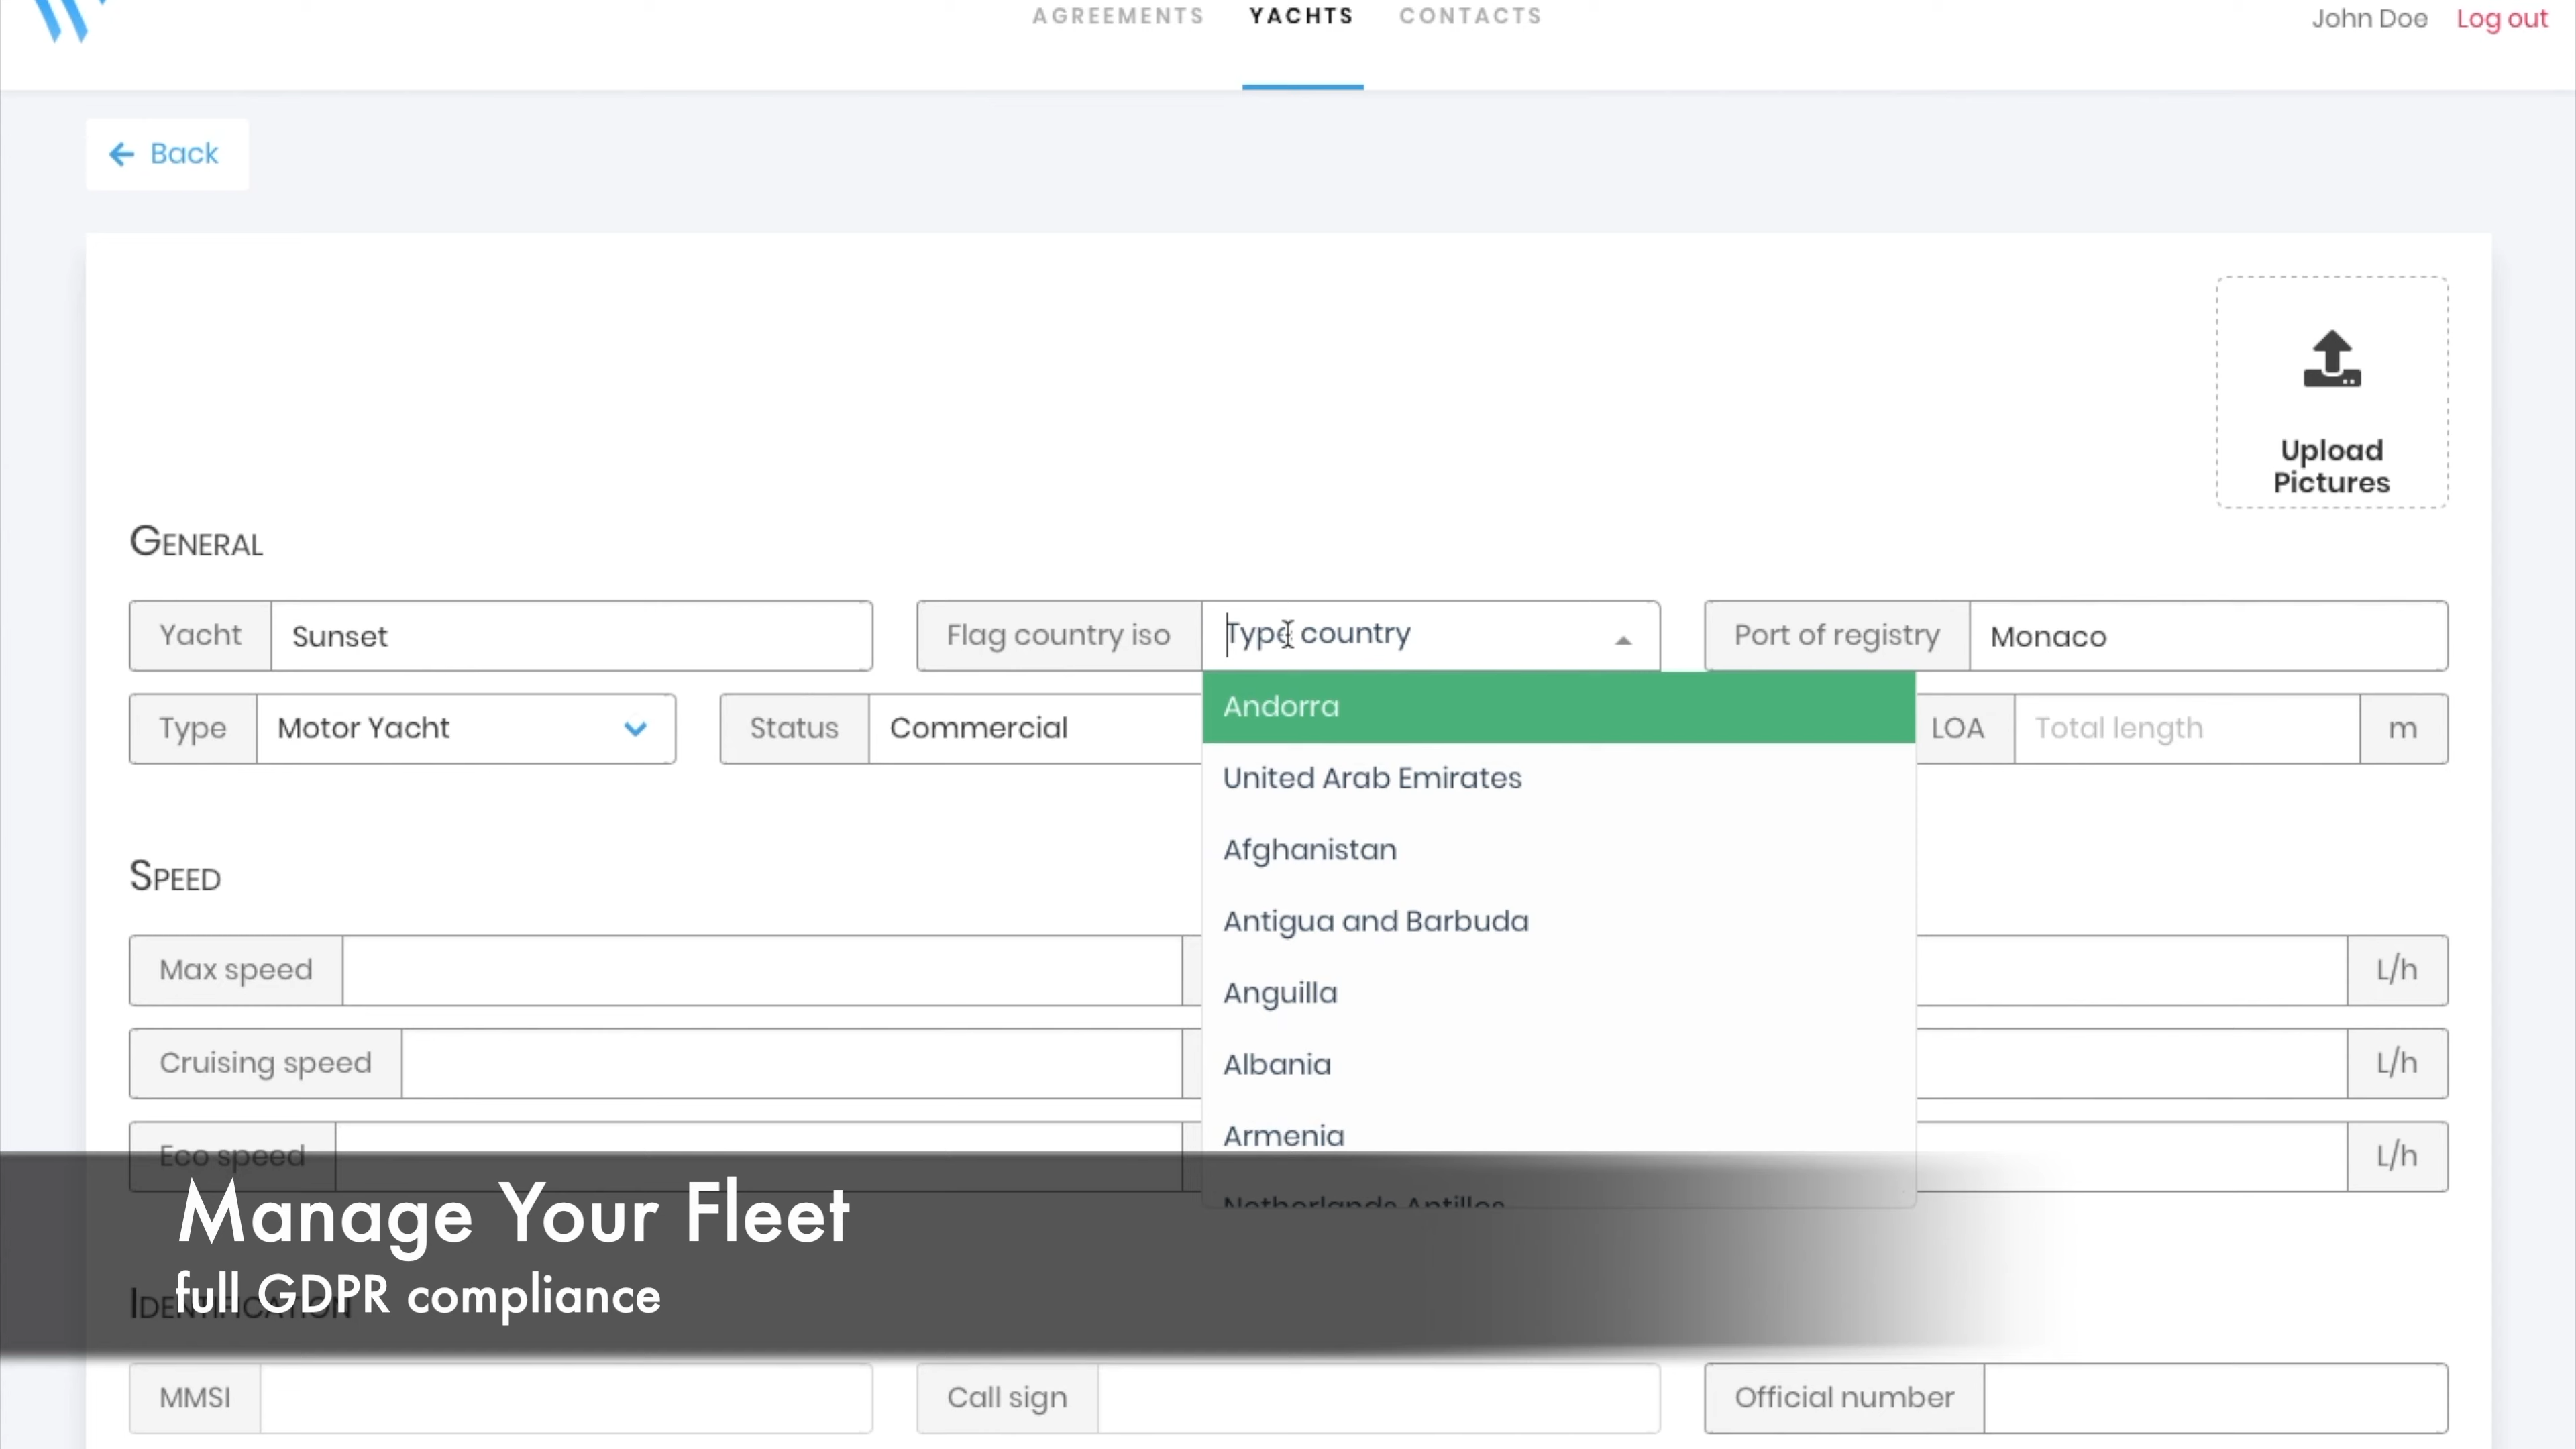 AGREEMENTS YACHTS CONTACTS John Doe Log out
Back
Upload
Pictures
GENERAL
Yacht Sunset Flag country iso Type country Port of registry Monaco
Type Motor Yacht Status Commercial LOA Total length m
Andorra
United Arab Emirates
Afghanistan
Antigua and Barbuda
Anguilla
Albania
Armenia
Netherlands Antilles
SPEED
Max speed L/h
Cruising speed L/h
Eco speed L/h
Manage Your Fleet
full GDPR compliance
IDENTIFICATION
MMSI Call sign Official number